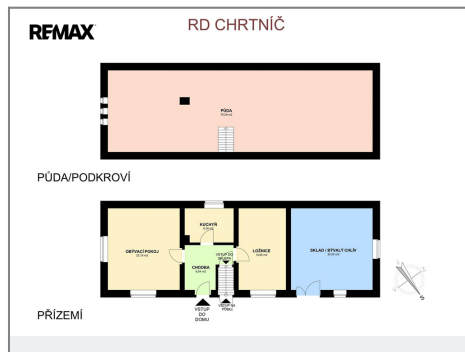 RE/MAX
RD CHRTNÍČ
PŮDA
PŮDA/PODKROVÍ
KUCHYŇ
OBÝVACÍ POKOJ
VSTUP DO
SKLEPA
LOŽNICE
SKLAD / BÝVALÝ CHLÍV
CHODBA
VSTUP
DO
DOMU
VSTUP NA
PŮDU
PŘÍZEMÍ
S